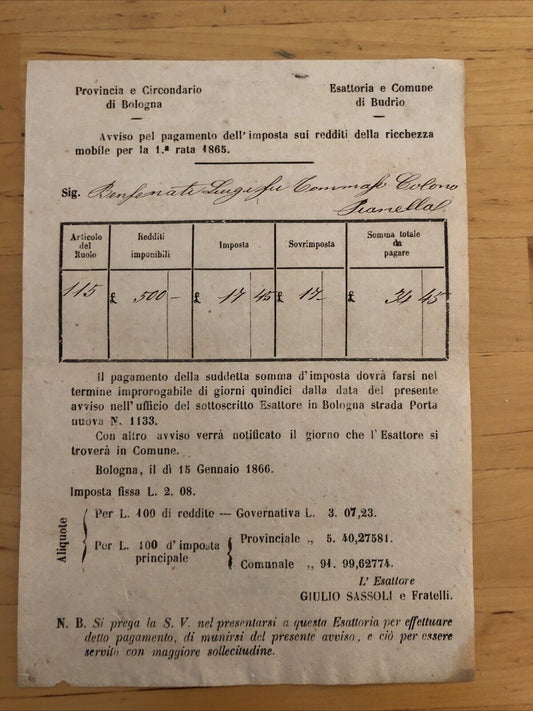 Provincia e Circondario
di Bologna
Esattoria e Comune
di Budrio
Avviso pel pagamento dell'imposta sui redditi della ricchezza
mobile per la 1.ª rata 1865.
Sig. Luigi fu Tommaso Colono
Pianella
Articolo del Ruolo
Redditi imponibili
Imposta
Sovrimposta
Somma totale da pagare
115 £ 500 – £ 17 45 £ 17 – £ 34 45
Il pagamento della suddetta somma d'imposta dovrà farsi nel
termine improrogabile di giorni quindici dalla data del presente
avviso nell'ufficio del sottoscritto Esattore in Bologna strada Porta
nuova N. 1133.
Con altro avviso verrà notificato il giorno che l'Esattore si
troverà in Comune.
Bologna, il dì 15 Gennaio 1866.
Imposta fissa L. 2. 08.
Aliquote
Per L. 100 di reddite — Governativa L. 3. 07,23.
Per L. 100 d'imposta principale
Provinciale „ 5. 40,27581.
Comunale „ 94. 99,62774.
L' Esattore
GIULIO SASSOLI e Fratelli.
N. B. Si prega la S. V. nel presentarsi a questa Esattoria per effettuare
detto pagamento, di munirsi del presente avviso, e ciò per essere
servito con maggiore sollecitudine.